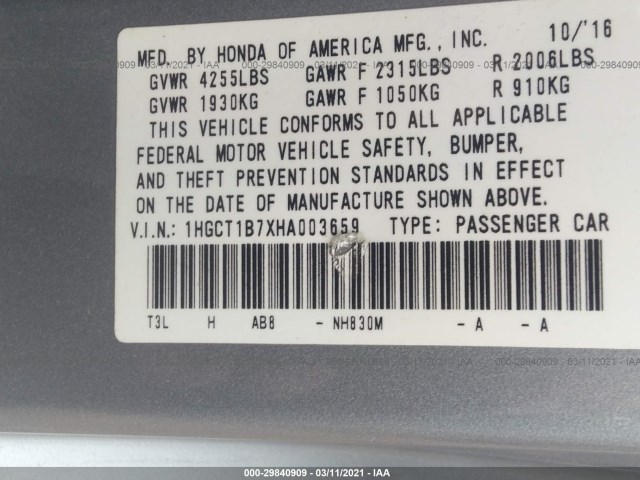 MFD. BY HONDA OF AMERICA MFG., INC. 10/'16
GVWR 4255LBS GAWR F 2315LBS R 2006LBS
GVWR 1930KG GAWR F 1050KG R 910KG
THIS VEHICLE CONFORMS TO ALL APPLICABLE
FEDERAL MOTOR VEHICLE SAFETY, BUMPER,
AND THEFT PREVENTION STANDARDS IN EFFECT
ON THE DATE OF MANUFACTURE SHOWN ABOVE.
V.I.N.: 1HGCT1B7XHA003659 TYPE: PASSENGER CAR
T3L H AB8 - NH830M - A - A
000-29840909 - 03/11/2021 - IAA